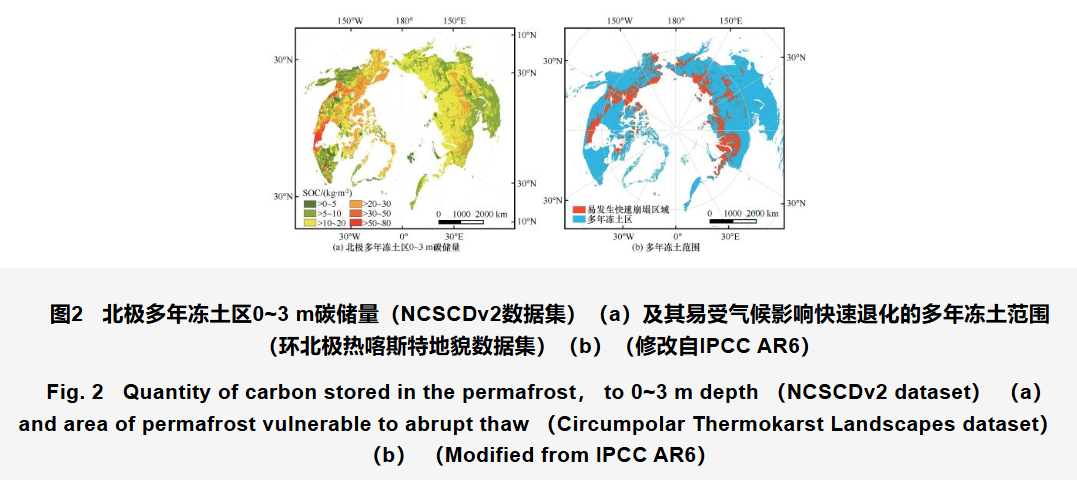 150°W 180° 150°E
10°N
30°N
30°N
30°N
30°N
10°N
SOC/(kg·m-2)
>0~5 >20~30
>5~10 >30~50
>10~20 >50~80
0 1000 2000 km
30°W 0° 30°E
(a) 北极多年冻土区0~3 m碳储量
150°W 180° 150°E
30°N
30°N
30°N
30°N
易发生快速崩塌区域
多年冻土区
0 1000 2000 km
30°W 0° 30°E
(b) 多年冻土范围
图2 北极多年冻土区0~3 m碳储量（NCSCDv2数据集）（a）及其易受气候影响快速退化的多年冻土范围
（环北极热喀斯特地貌数据集）（b）（修改自IPCC AR6）
Fig. 2 Quantity of carbon stored in the permafrost， to 0~3 m depth （NCSCDv2 dataset） （a）
and area of permafrost vulnerable to abrupt thaw （Circumpolar Thermokarst Landscapes dataset）
（b） （Modified from IPCC AR6）